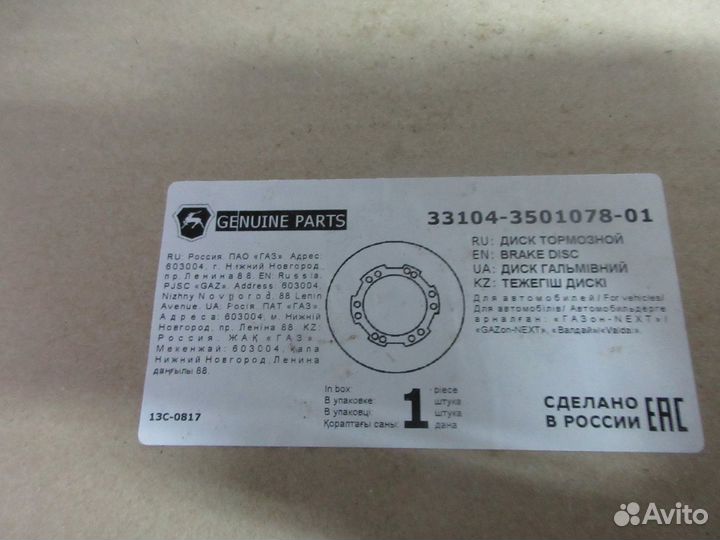 GENUINE PARTS
33104-3501078-01
RU: Россия ПАО «ГАЗ» Адрес:
603004, г. Нижний Новгород,
пр. Ленина 88. EN: Russia,
PJSC «GAZ». Address: 603004,
Nizhny Novgorod, 88 Lenin
Avenue. UA: Росія ПАТ «ГАЗ».
Адреса: 603004, м. Нижній
Новгород, пр. Леніна 88 KZ:
Россия. ЖАҚ «ГАЗ».
Мекенжай: 603004, қала
Нижний Новгород, Ленина
даңғылы 88.
13С-0817
RU: ДИСК ТОРМОЗНОЙ
EN: BRAKE DISC
UA: ДИСК ГАЛЬМІВНИЙ
KZ: ТЕЖЕГІШ ДИСКІ
Для автомобилей / For vehicles/
Для автомобілів / Автомобильдерге
арналған: «ГАЗон-NEXT» /
«GAZon-NEXT», «Валдай»/«Valdai».
In box: 1 piece
В упаковке: штука
В упаковці: штука
Қораптағы саны: дана
СДЕЛАНО
В РОССИИ
EAC
Avito